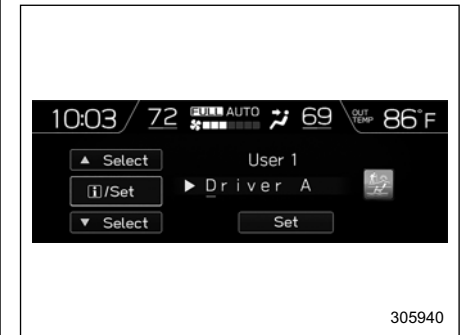 10:03 72 FULL AUTO 69 OUT TEMP 86°F
▲ Select
User 1
i/Set
▶ Driver A
▼ Select
Set
305940